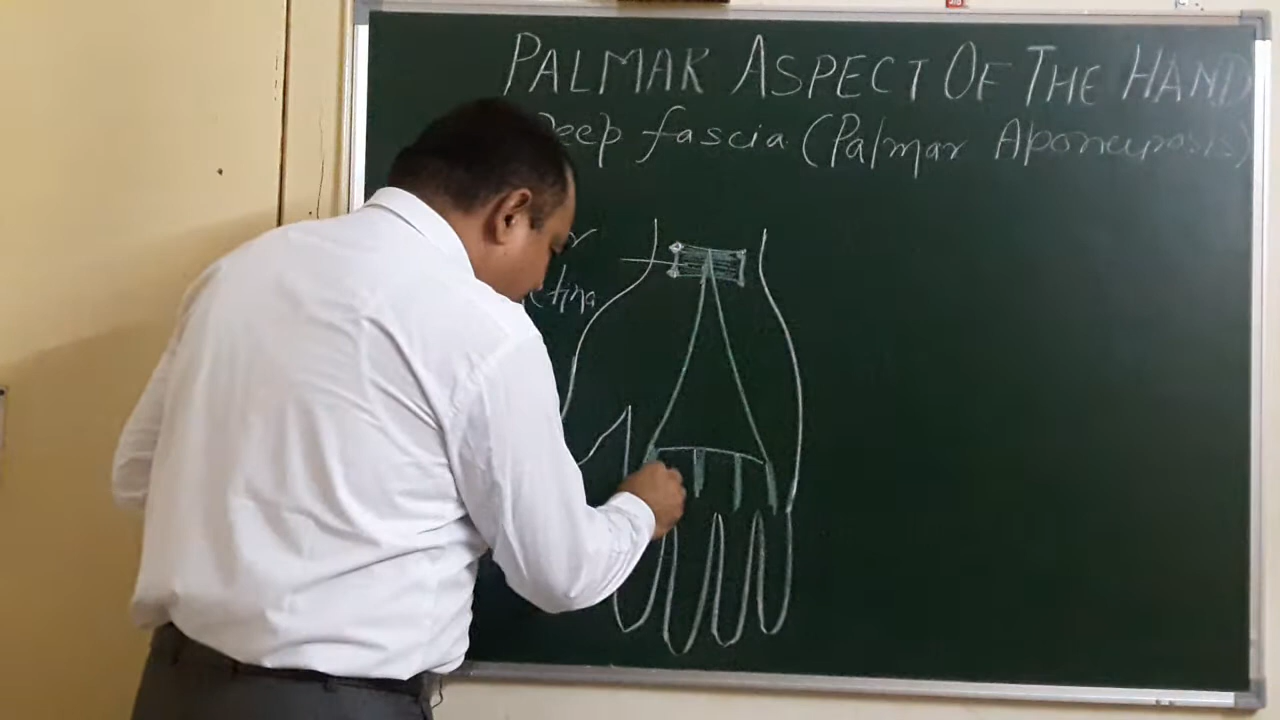 PALMAR ASPECT OF THE HAND
Deep fascia (Palmar Aponeurosis)